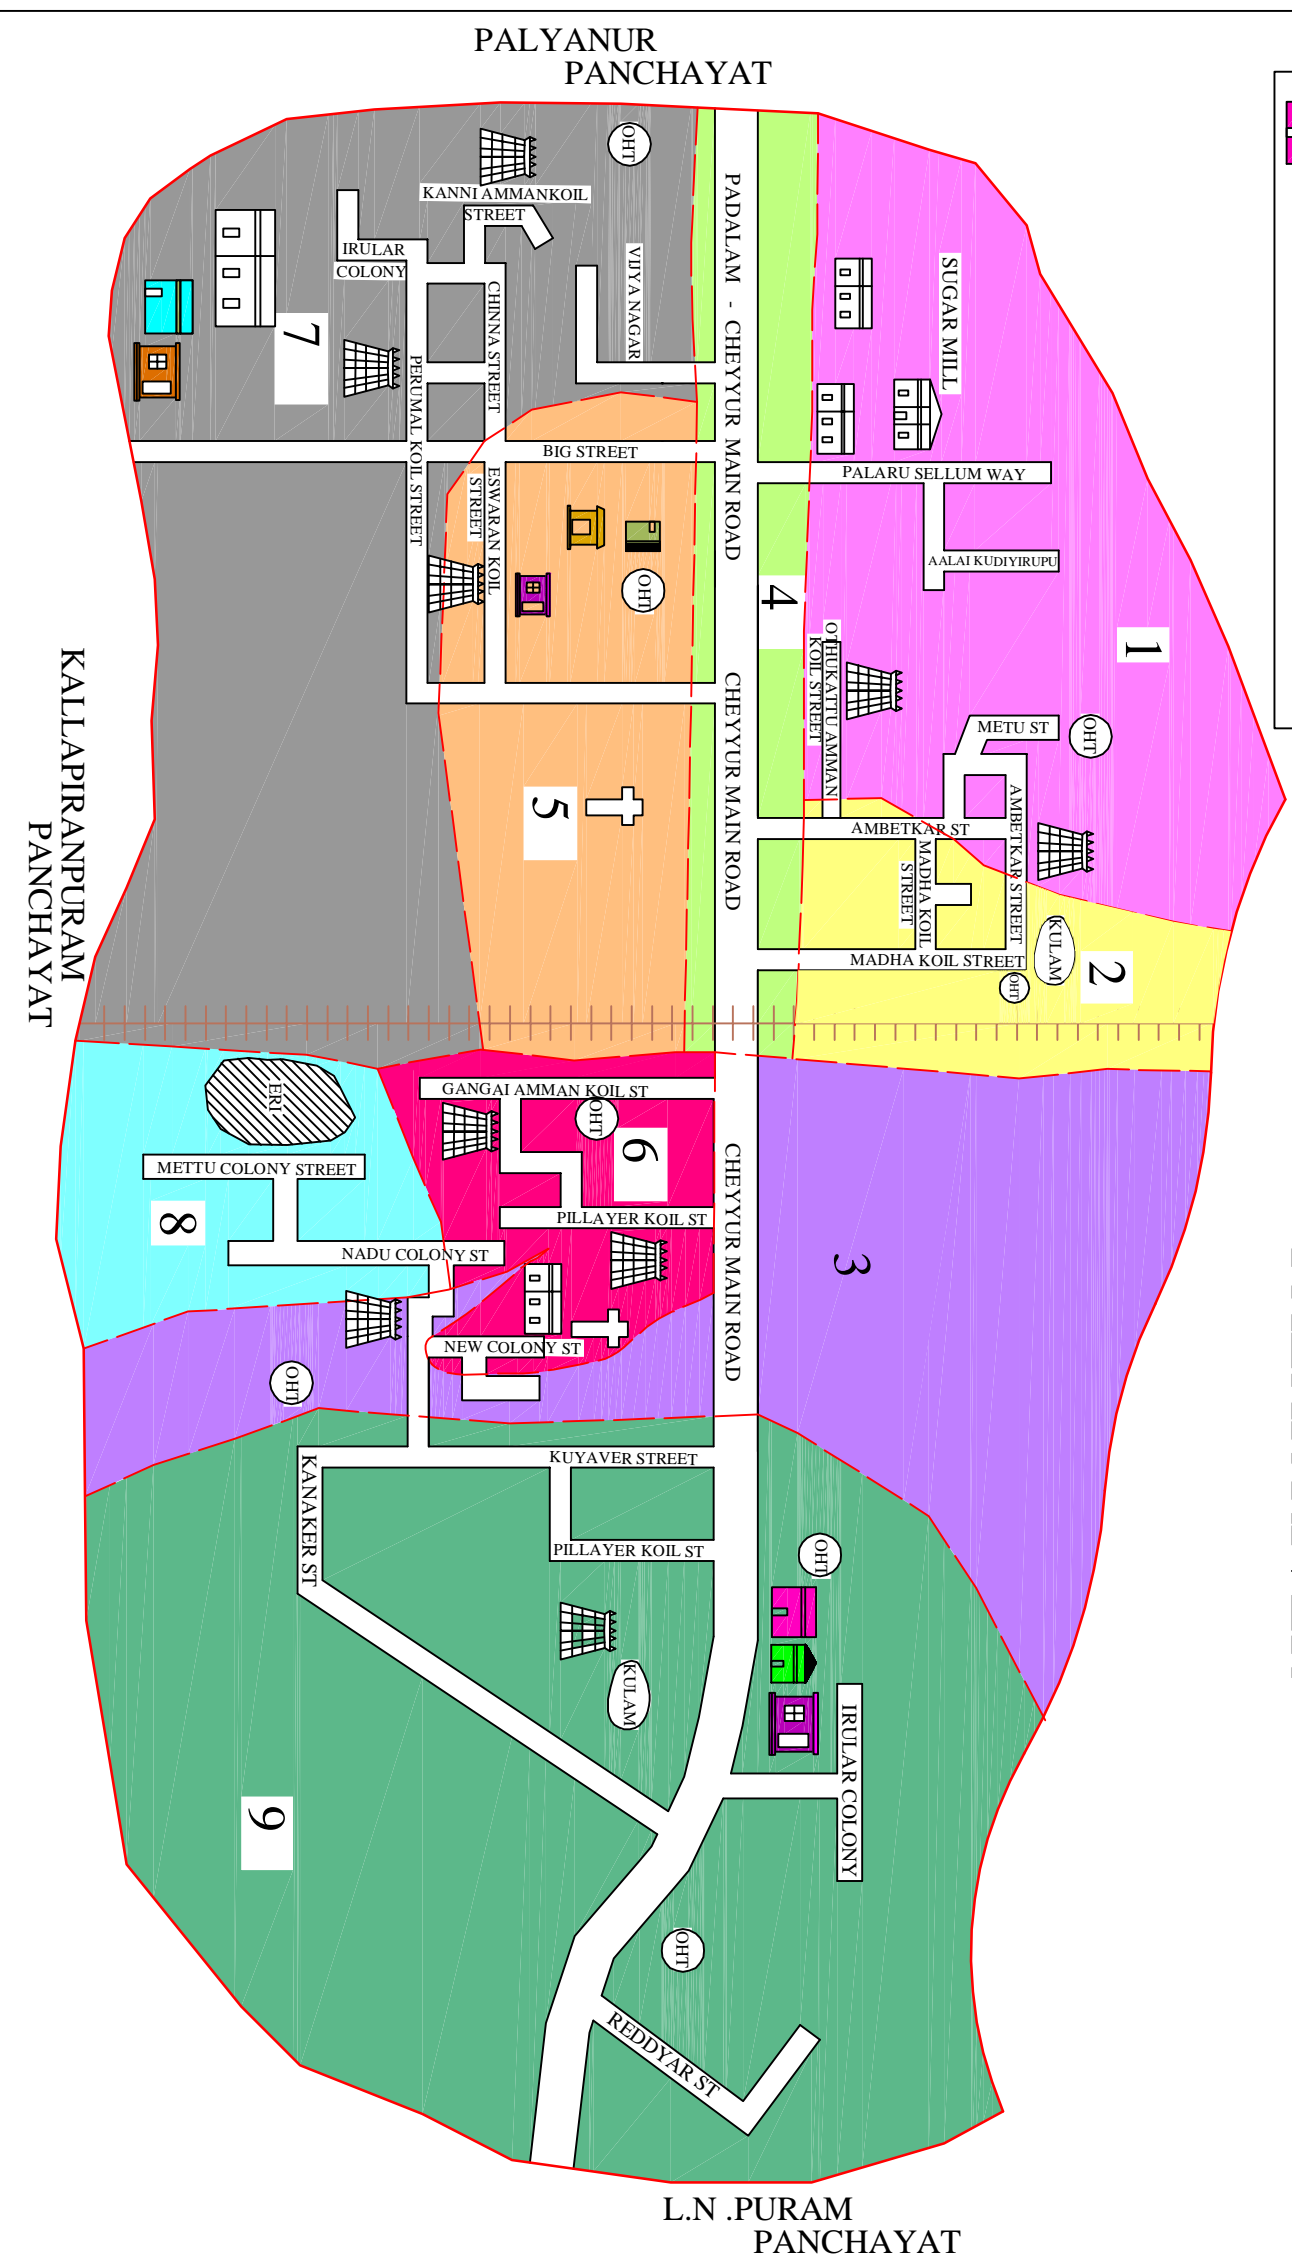 PALYANUR
PANCHAYAT
OHT
KANNI AMMANKOIL
STREET
IRULAR
COLONY
VIJYA NAGAR
CHINNA STREET
7
PERUMAL KOIL STREET
PADALAM - CHEYYUR MAIN ROAD
SUGAR MILL
BIG STREET
PALARU SELLUM WAY
AALAI KUDIYIRUPU
ESWARAN KOIL
STREET
OHT
4
1
OTHUKATTU AMMAN
KOIL STREET
METU ST
OHT
KALLAPIRANPURAM
PANCHAYAT
5
CHEYYUR MAIN ROAD
AMBETKAR ST
AMBETKAR STREET
MADHA KOIL
STREET
KULAM
2
MADHA KOIL STREET
OHT
ERI
GANGAI AMMAN KOIL ST
OHT
6
METTU COLONY STREET
8
PILLAYER KOIL ST
NADU COLONY ST
CHEYYUR MAIN ROAD
3
NEW COLONY ST
OHT
KUYAVER STREET
KANAKER ST
PILLAYER KOIL ST
OHT
KULAM
IRULAR COLONY
9
OHT
REDDYAR ST
L.N .PURAM
PANCHAYAT